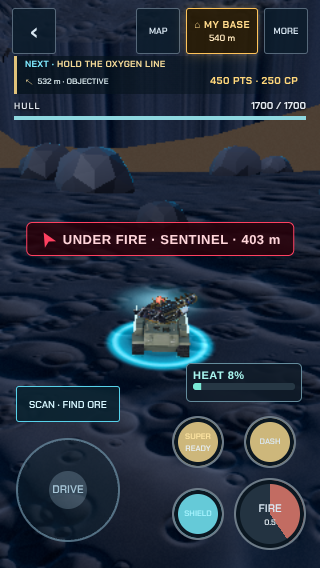 ‹
MAP
⌂ MY BASE
540 m
MORE
NEXT · HOLD THE OXYGEN LINE
↖ 532 m · OBJECTIVE
450 PTS · 250 CP
HULL
1700 / 1700
UNDER FIRE · SENTINEL · 403 m
HEAT 8%
SCAN · FIND ORE
SUPER
READY
DASH
DRIVE
SHIELD
FIRE
0.5